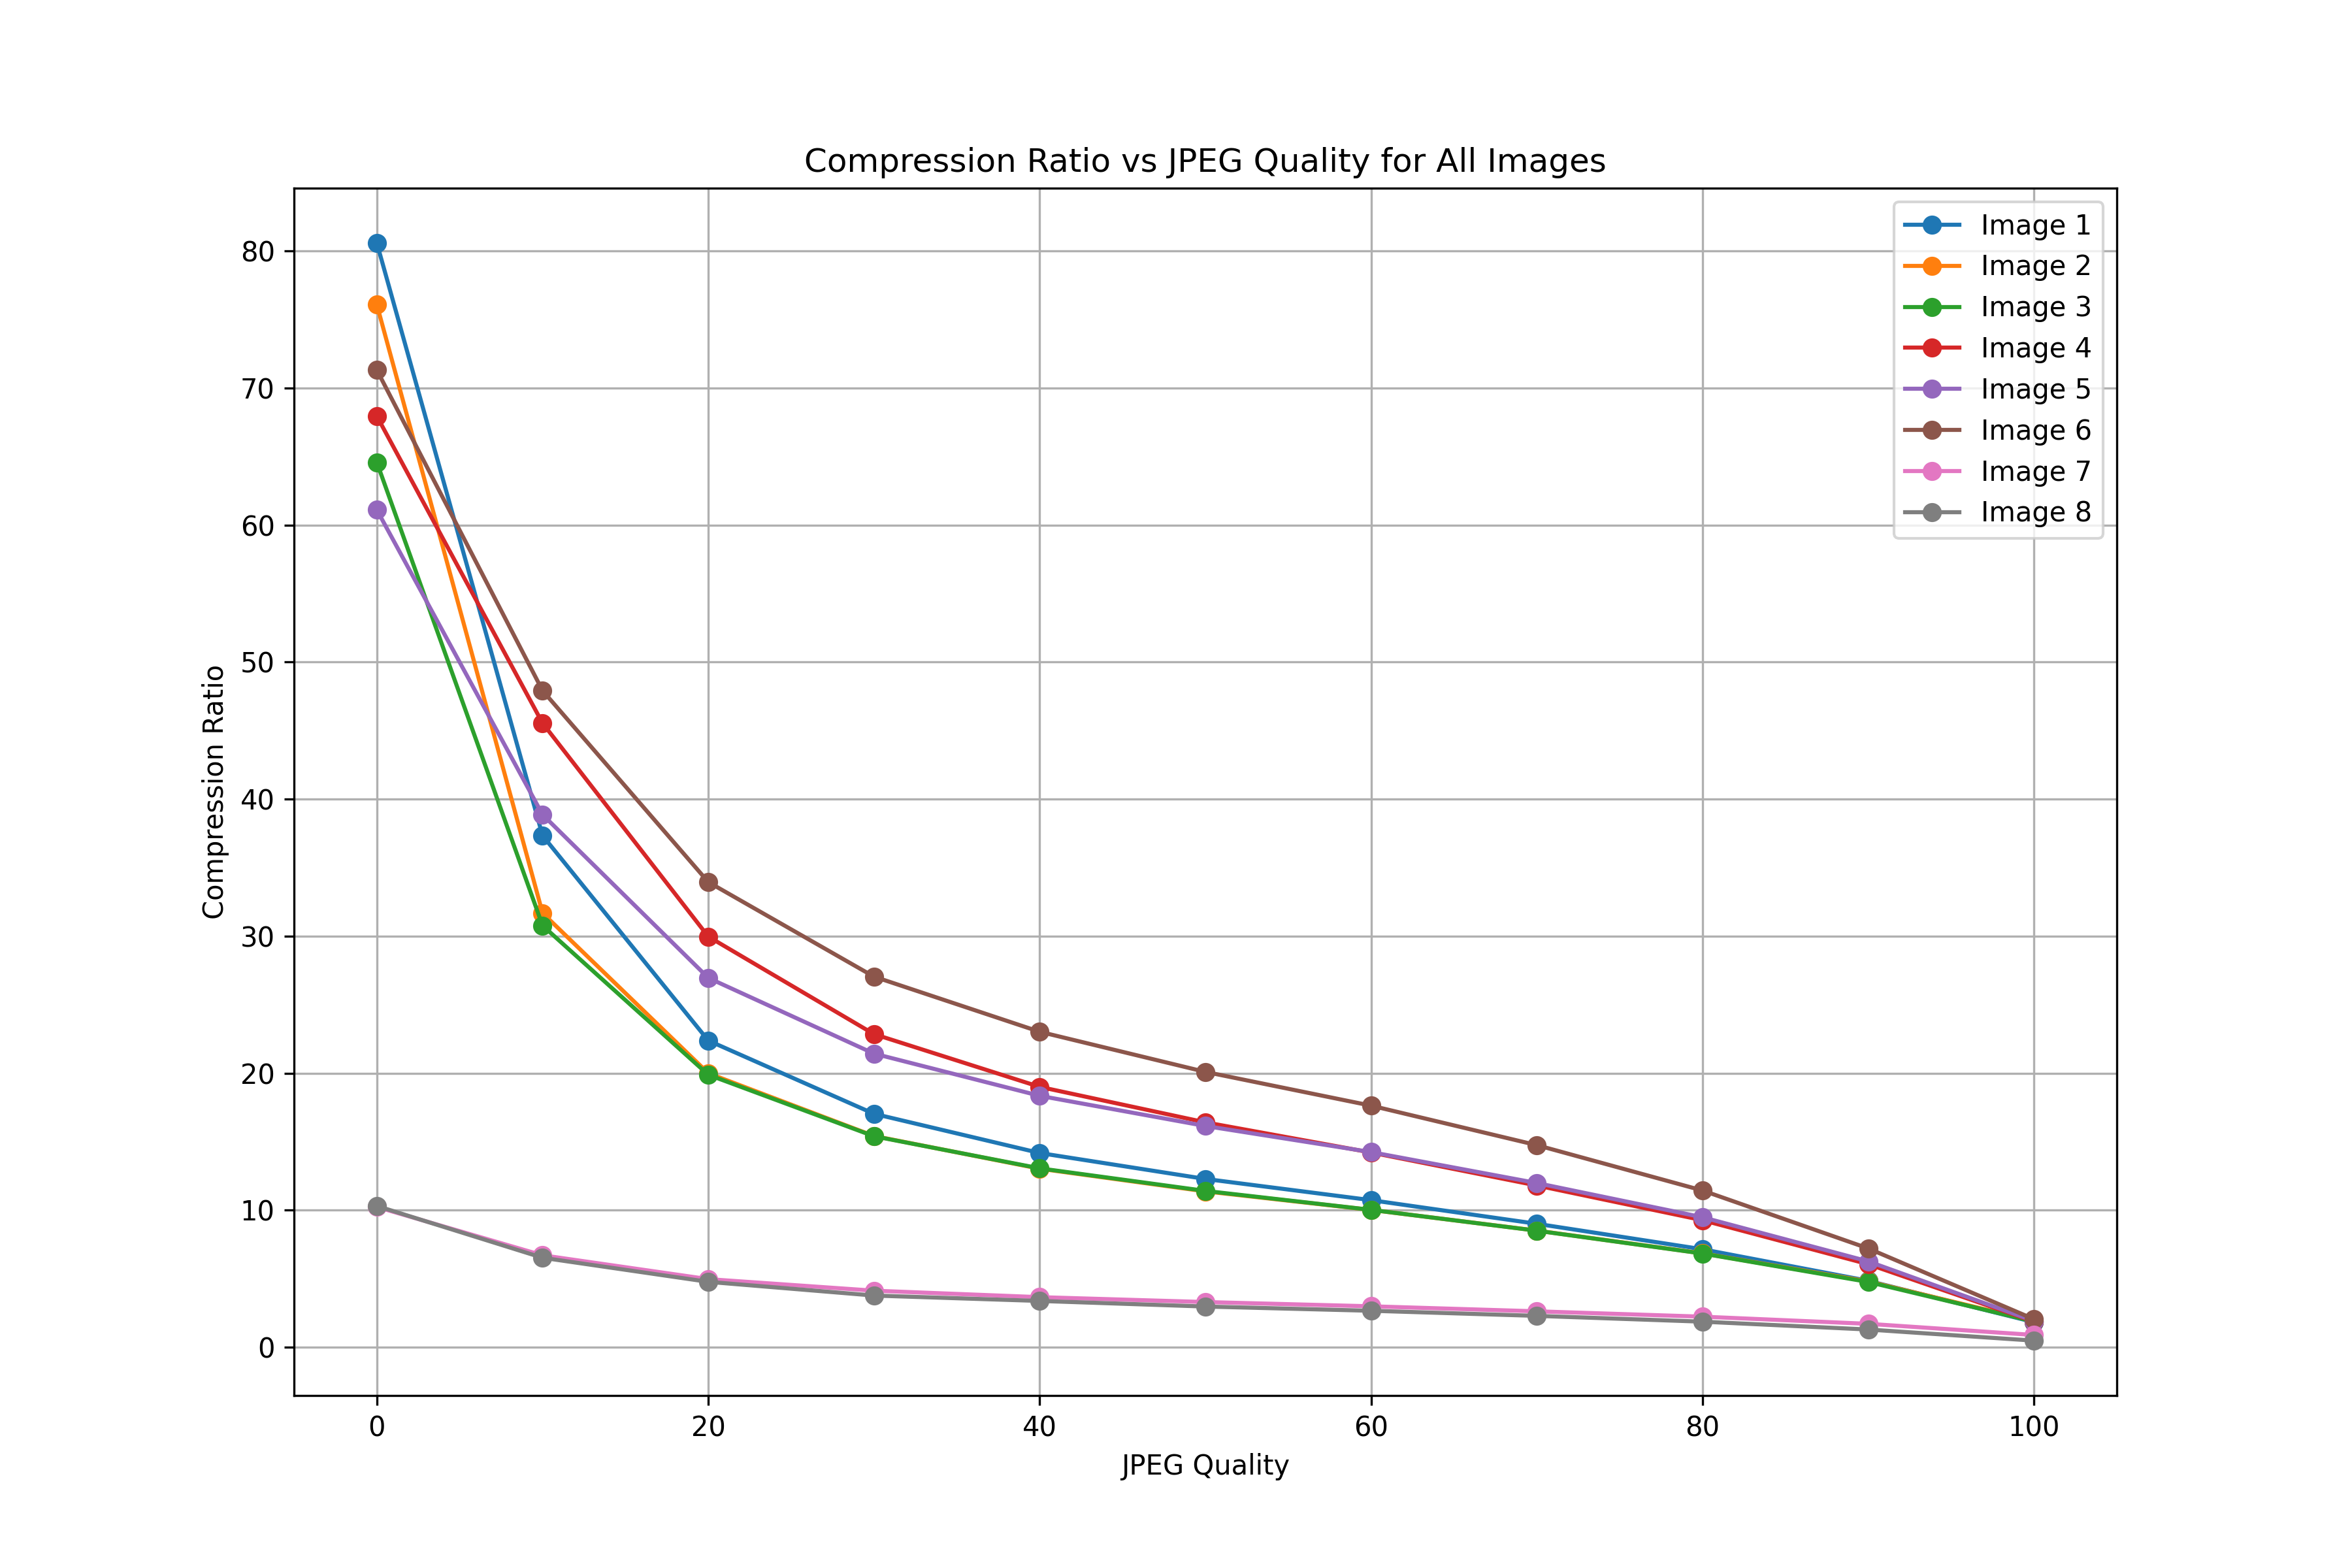 Compression Ratio vs JPEG Quality for All Images
Image 1
Image 2
Image 3
Image 4
Image 5
Image 6
Image 7
Image 8
Compression Ratio
80
70
60
50
40
30
20
10
0
0 20 40 60 80 100
JPEG Quality